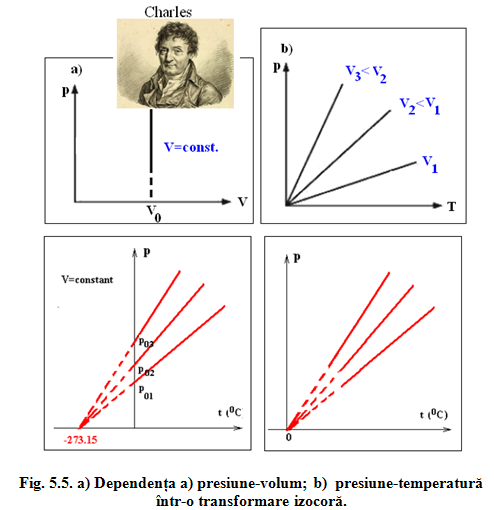 Charles
a)
p
V=const.
V
V0
b)
p
V3<V2
V2<V1
V1
T
p
V=constant
p03
p02
p01
t (0C
-273.15
p
t (0C)
0
Fig. 5.5. a) Dependența a) presiune-volum; b) presiune-temperatură
într-o transformare izocoră.